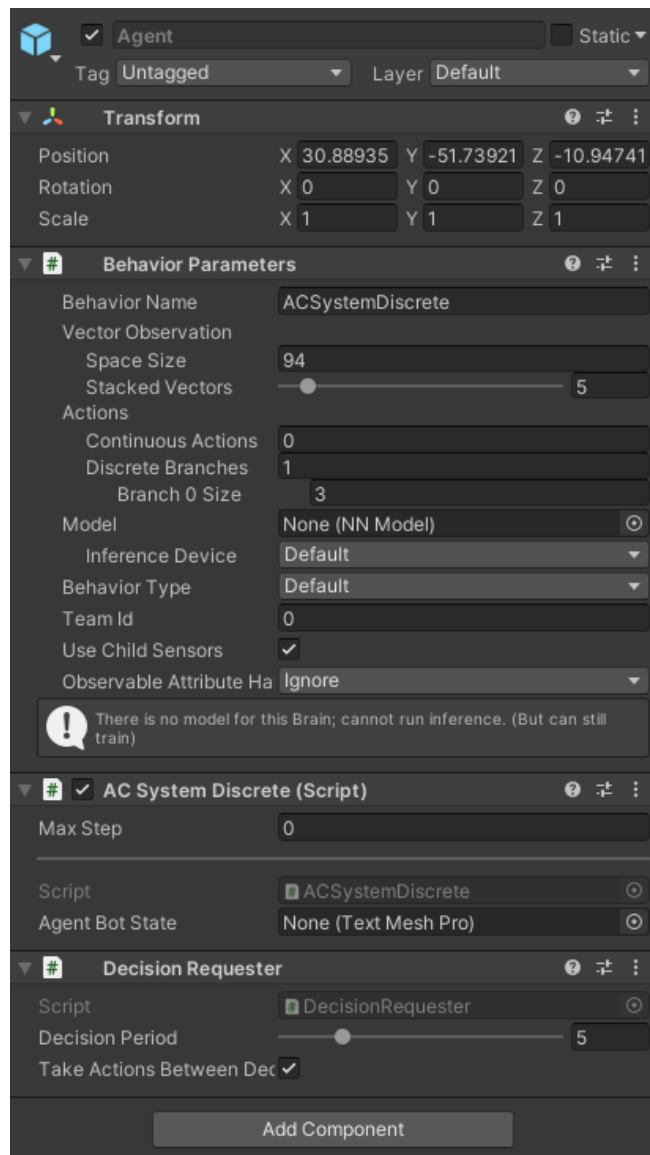 Agent Static
Tag Untagged Layer Default
Transform
Position X 30.88935 Y -51.73921 Z -10.94741
Rotation X 0 Y 0 Z 0
Scale X 1 Y 1 Z 1
# Behavior Parameters
Behavior Name ACSystemDiscrete
Vector Observation
Space Size 94
Stacked Vectors 5
Actions
Continuous Actions 0
Discrete Branches 1
Branch 0 Size 3
Model None (NN Model)
Inference Device Default
Behavior Type Default
Team Id 0
Use Child Sensors
Observable Attribute Ha Ignore
There is no model for this Brain; cannot run inference. (But can still
train)
# AC System Discrete (Script)
Max Step 0
Script # ACSystemDiscrete
Agent Bot State None (Text Mesh Pro)
# Decision Requester
Script # DecisionRequester
Decision Period 5
Take Actions Between Dec
Add Component